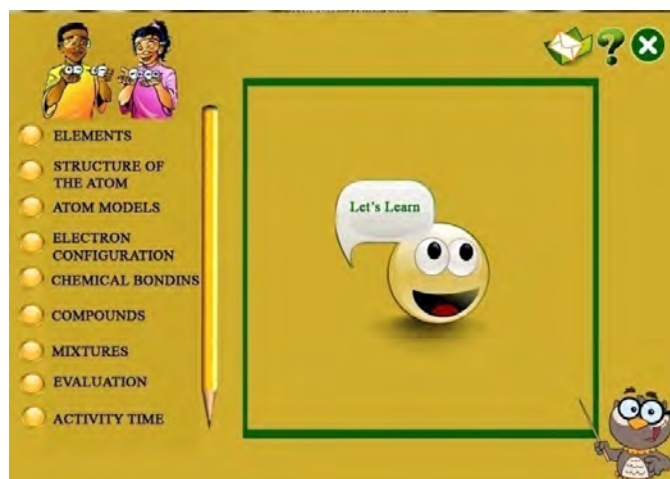 ELEMENTS
STRUCTURE OF
THE ATOM
ATOM MODELS
ELECTRON
CONFIGURATION
CHEMICAL BONDINS
COMPOUNDS
MIXTURES
EVALUATION
ACTIVITY TIME
Let's Learn